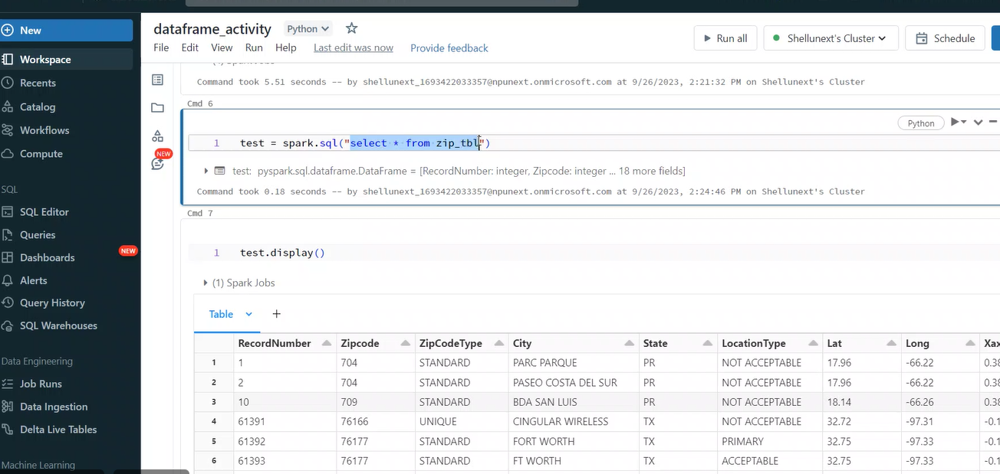 New
Workspace
Recents
Catalog
Workflows
Compute
SQL
SQL Editor
Queries
NEW
Dashboards
Alerts
Query History
SQL Warehouses
Data Engineering
Job Runs
Data Ingestion
Delta Live Tables
Machine Learning
dataframe_activity Python
File Edit View Run Help Last edit was now Provide feedback
Run all Shellunext's Cluster Schedule
NEW
Command took 5.51 seconds -- by shellunext_1693422033357@npunext.onmicrosoft.com at 9/26/2023, 2:21:32 PM on Shellunext's Cluster
Cmd 6
Python
1 test = spark.sql("select * from zip_tbl")
test: pyspark.sql.dataframe.DataFrame = [RecordNumber: integer, Zipcode: integer ... 18 more fields]
Command took 0.18 seconds -- by shellunext_1693422033357@npunext.onmicrosoft.com at 9/26/2023, 2:24:46 PM on Shellunext's Cluster
Cmd 7
1 test.display()
(1) Spark Jobs
Table +
RecordNumber Zipcode ZipCodeType City State LocationType Lat Long
1 1 704 STANDARD PARC PARQUE PR NOT ACCEPTABLE 17.96 -66.22 0.38
2 2 704 STANDARD PASEO COSTA DEL SUR PR NOT ACCEPTABLE 17.96 -66.22 0.38
3 10 709 STANDARD BDA SAN LUIS PR NOT ACCEPTABLE 18.14 -66.26 0.38
4 61391 76166 UNIQUE CINGULAR WIRELESS TX NOT ACCEPTABLE 32.72 -97.31 -0.1
5 61392 76177 STANDARD FORT WORTH TX PRIMARY 32.75 -97.33 -0.1
6 61393 76177 STANDARD FT WORTH TX ACCEPTABLE 32.75 -97.33 -0.1